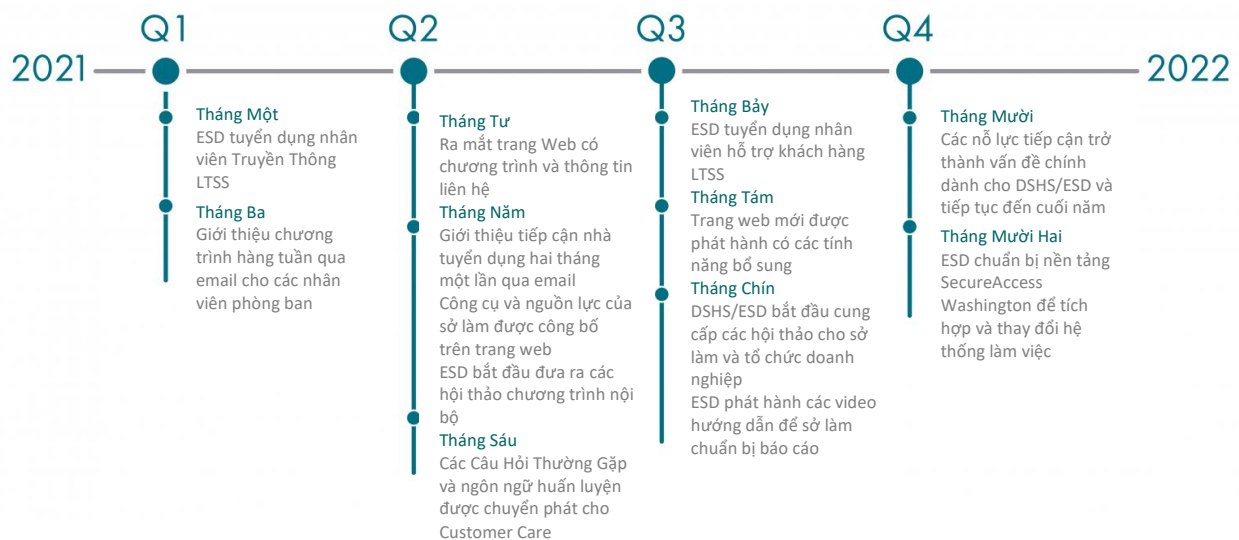 Q1
Q2
Q3
Q4
2021
2022
Tháng Một
ESD tuyển dụng nhân
viên Truyền Thông
LTSS
Tháng Ba
Giới thiệu chương
trình hàng tuần qua
email cho các nhân
viên phòng ban
Tháng Tư
Ra mắt trang Web có
chương trình và thông tin
liên hệ
Tháng Năm
Giới thiệu tiếp cận nhà
tuyển dụng hai tháng
một lần qua email
Công cụ và nguồn lực của
sở làm được công bố
trên trang web
ESD bắt đầu đưa ra các
hội thảo chương trình nội
bộ
Tháng Sáu
Các Câu Hỏi Thường Gặp
và ngôn ngữ huấn luyện
được chuyển phát cho
Customer Care
Tháng Bảy
ESD tuyển dụng nhân
viên hỗ trợ khách hàng
LTSS
Tháng Tám
Trang web mới được
phát hành có các tính
năng bổ sung
Tháng Chín
DSHS/ESD bắt đầu cung
cấp các hội thảo cho sở
làm và tổ chức doanh
nghiệp
ESD phát hành các video
hướng dẫn để sở làm
chuẩn bị báo cáo
Tháng Mười
Các nỗ lực tiếp cận trở
thành vấn đề chính
dành cho DSHS/ESD và
tiếp tục đến cuối năm
Tháng Mười Hai
ESD chuẩn bị nền tảng
SecureAccess
Washington để tích
hợp và thay đổi hệ
thống làm việc